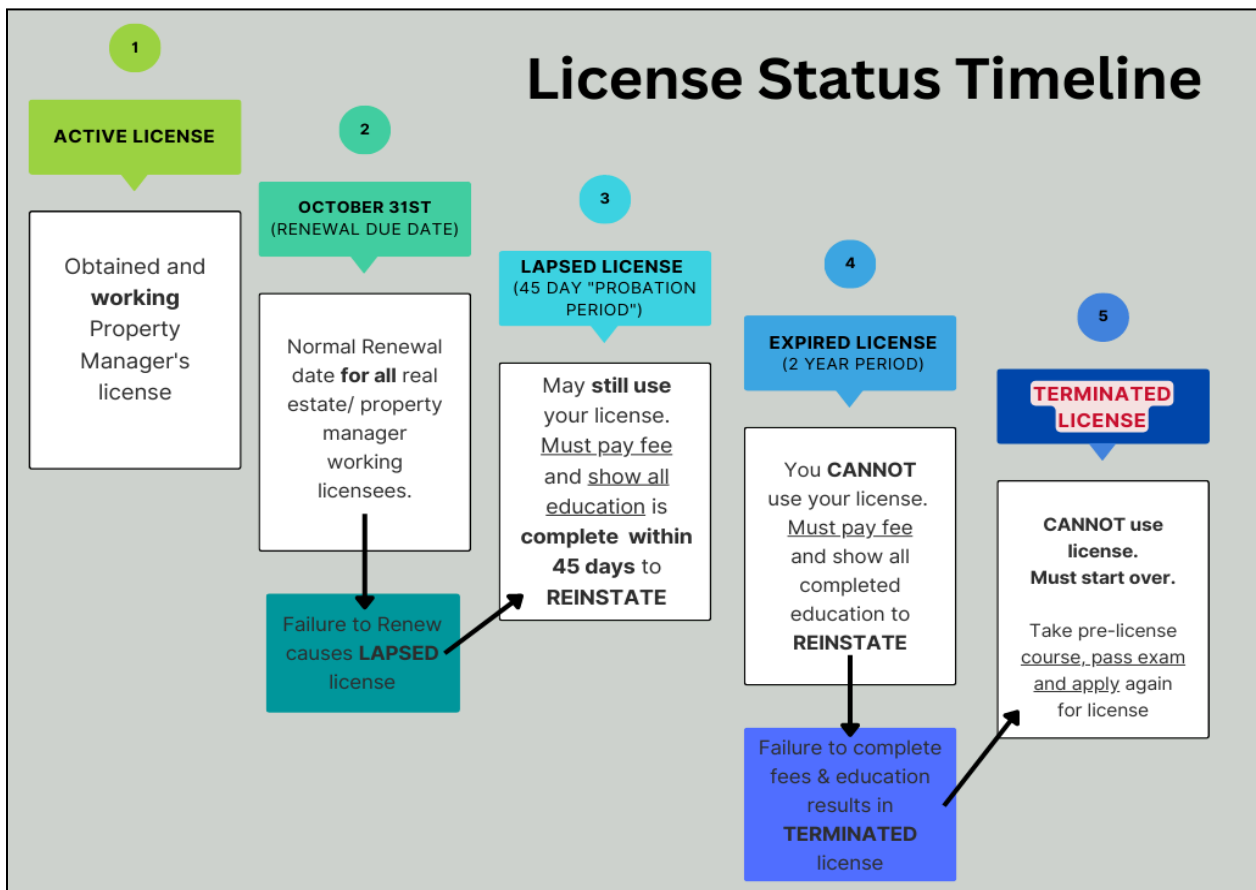 License Status Timeline
1
ACTIVE LICENSE
Obtained and
working
Property
Manager's
license
2
OCTOBER 31ST
(RENEWAL DUE DATE)
Normal Renewal
date for all real
estate/ property
manager
working
licensees.
Failure to Renew
causes LAPSED
license
3
LAPSED LICENSE
(45 DAY "PROBATION
PERIOD")
May still use
your license.
Must pay fee
and show all
education is
complete within
45 days to
REINSTATE
4
EXPIRED LICENSE
(2 YEAR PERIOD)
You CANNOT
use your license.
Must pay fee
and show all
completed
education to
REINSTATE
Failure to complete
fees & education
results in
TERMINATED
license
5
TERMINATED
LICENSE
CANNOT use
license.
Must start over.
Take pre-license
course, pass exam
and apply again
for license